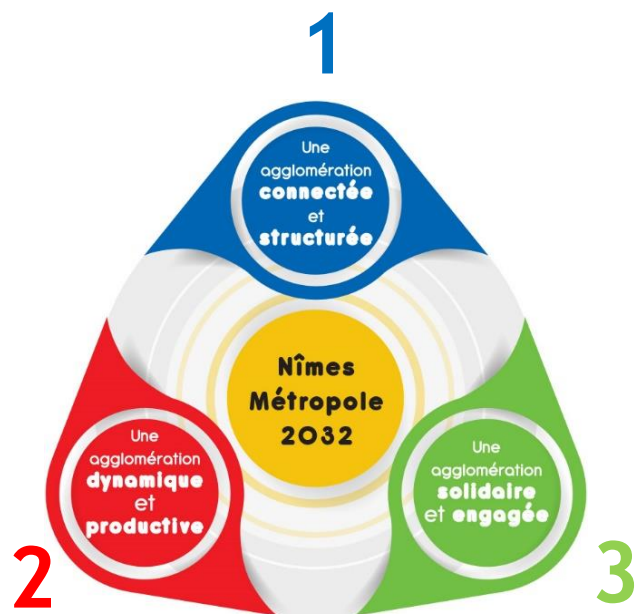 1
Une
agglomération
connectée
et
structurée
Nîmes
Métropole
2032
Une
agglomération
dynamique
et
productive
2
Une
agglomération
solidaire
et engagée
3